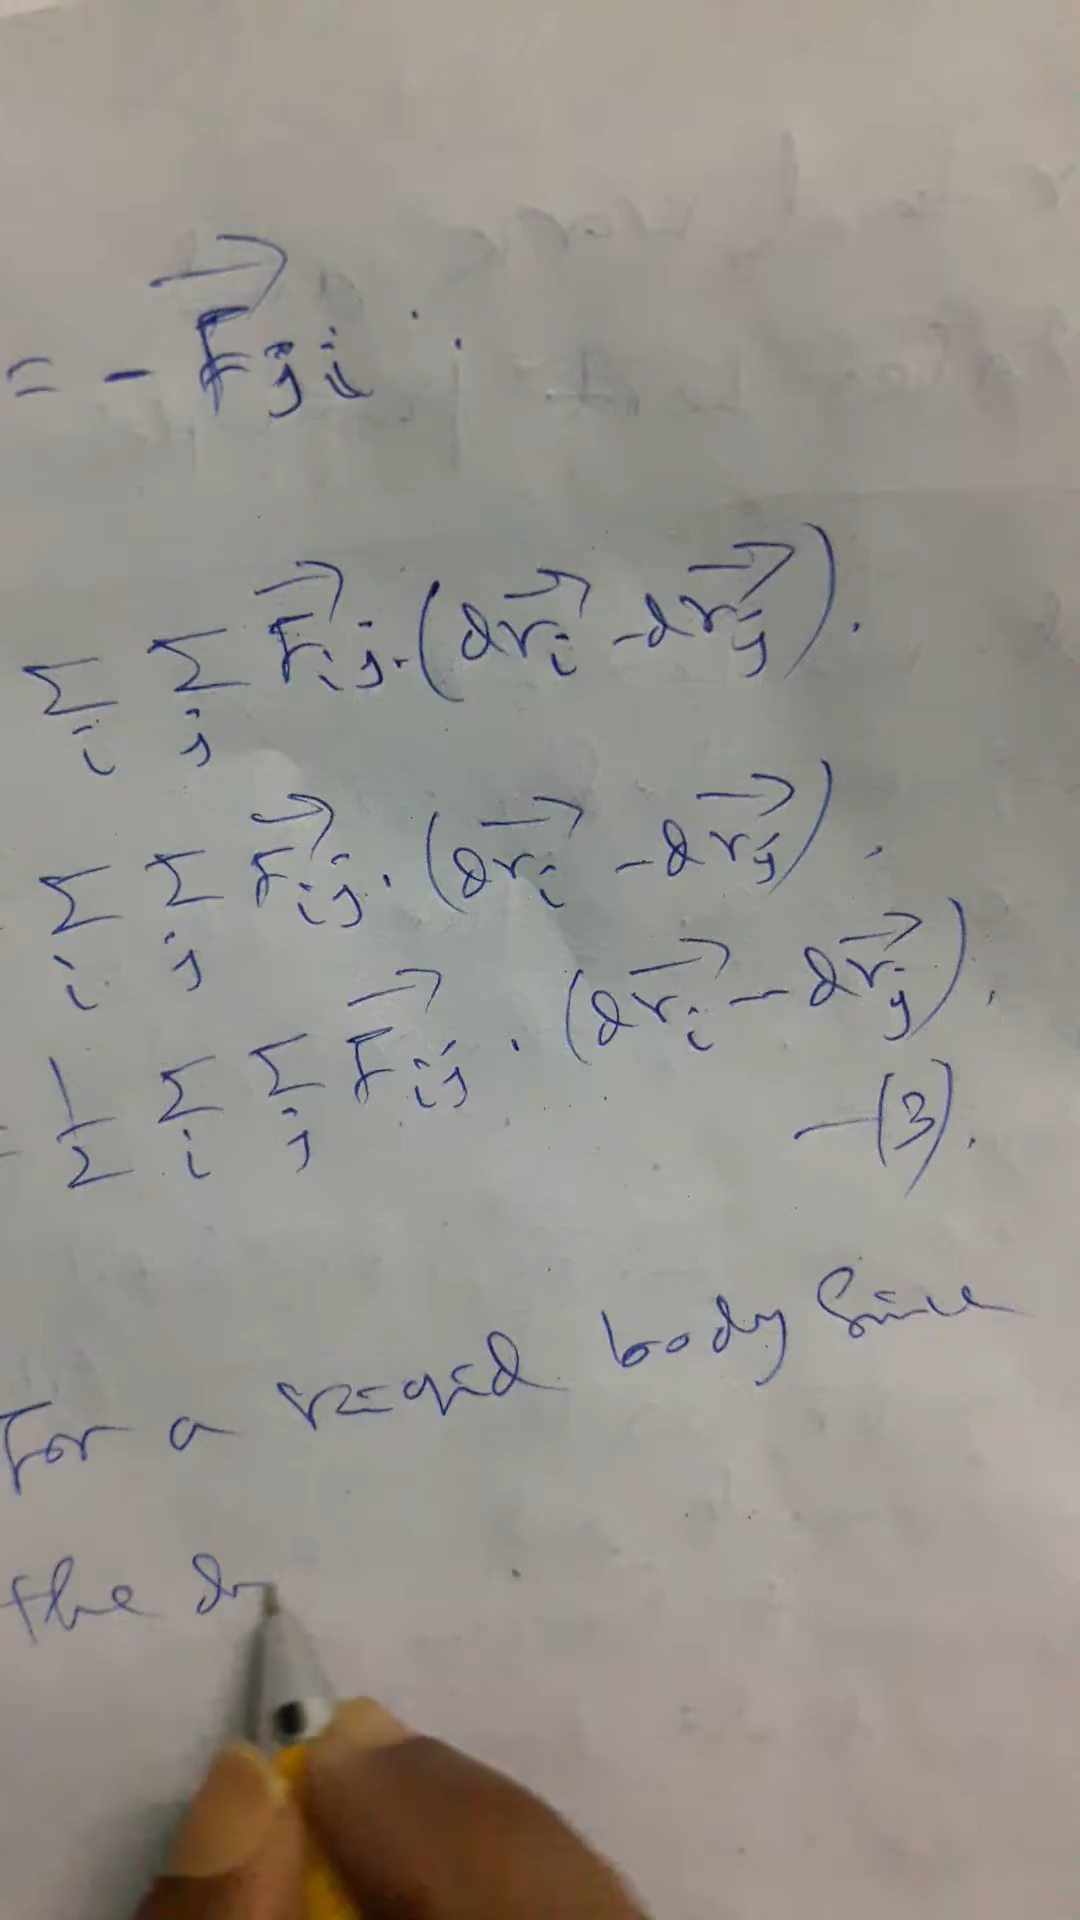 = - F⃗ji .
Σi Σj F⃗ij . (dr⃗i - dr⃗j) .
Σi Σj F⃗ij . (dr⃗i - dr⃗j) .
= 1/2 Σi Σj F⃗ij . (dr⃗i - dr⃗j) .
-(3).
For a rigid body Since
the